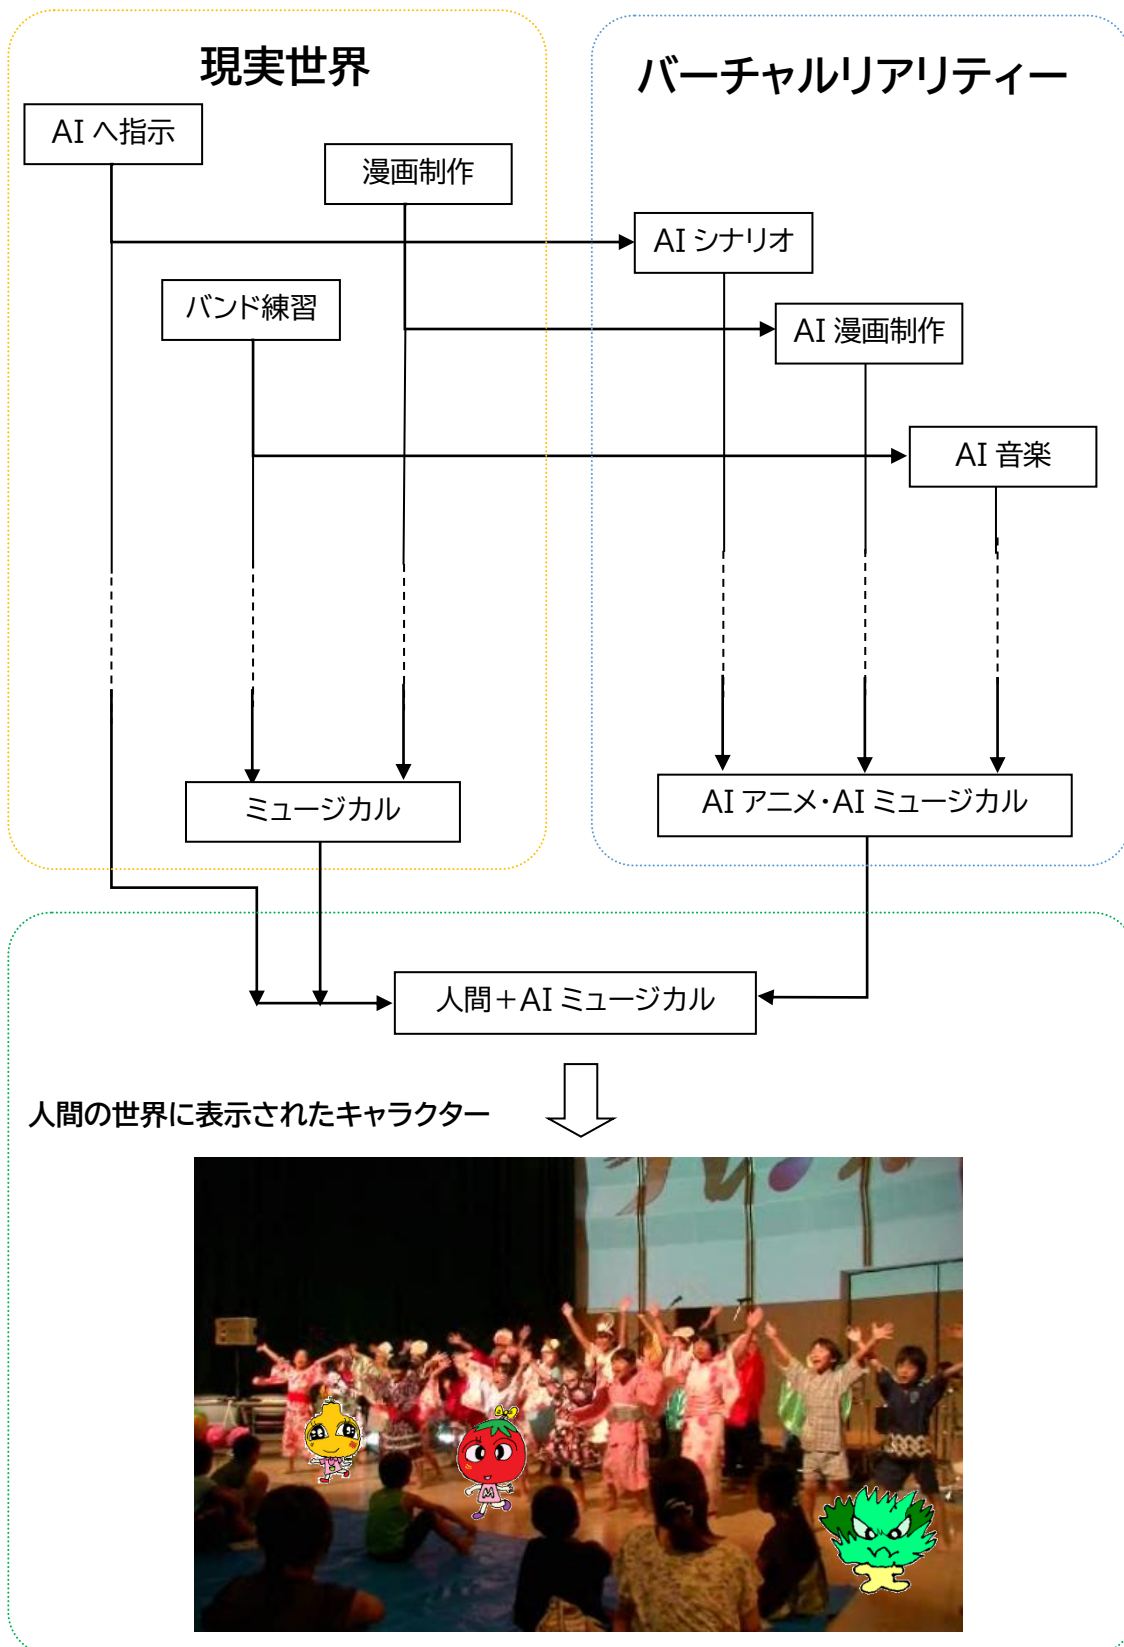 現実世界
バーチャルリアリティー
AI へ指示
漫画制作
AI シナリオ
バンド練習
AI 漫画制作
AI 音楽
ミュージカル
AI アニメ・AI ミュージカル
人間＋AI ミュージカル
人間の世界に表示されたキャラクター
M